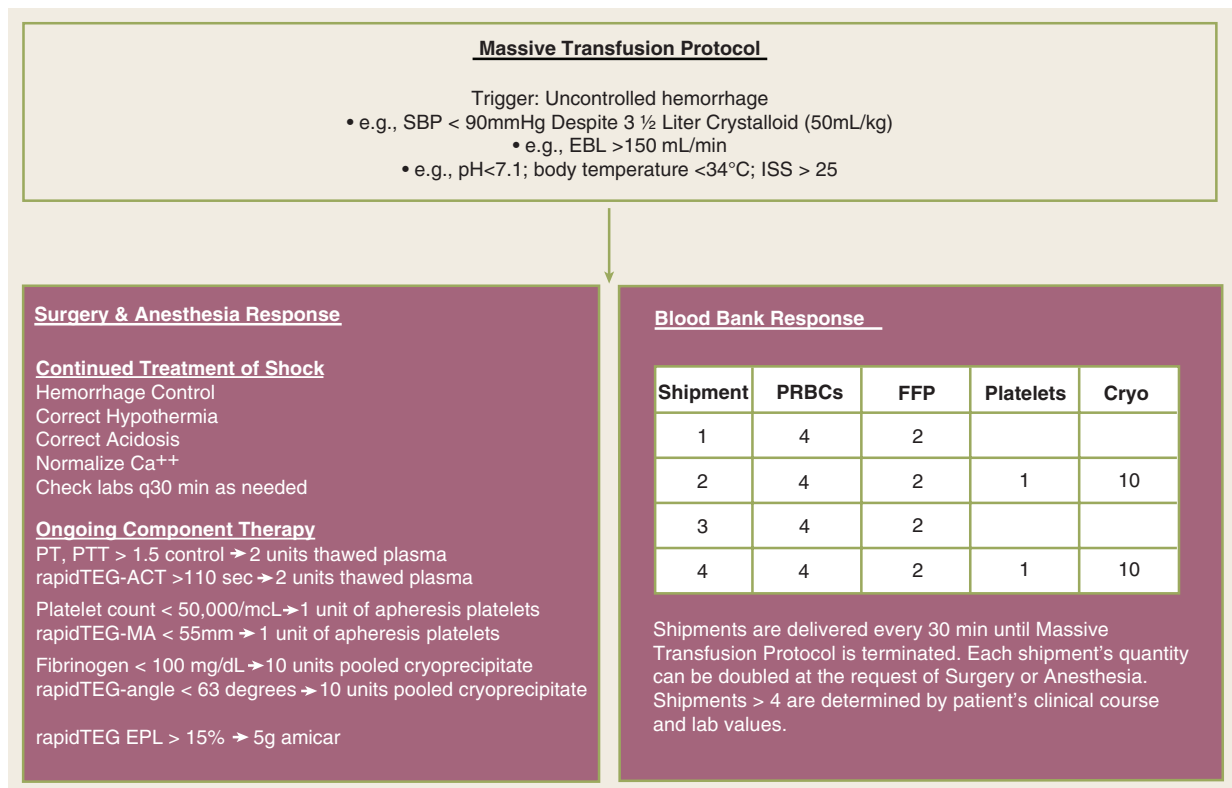 Massive Transfusion Protocol
Trigger: Uncontrolled hemorrhage
• e.g., SBP < 90mmHg Despite 3 ½ Liter Crystalloid (50mL/kg)
• e.g., EBL >150 mL/min
• e.g., pH<7.1; body temperature <34°C; ISS > 25
Surgery & Anesthesia Response
Continued Treatment of Shock
Hemorrhage Control
Correct Hypothermia
Correct Acidosis
Normalize Ca++
Check labs q30 min as needed
Ongoing Component Therapy
PT, PTT > 1.5 control → 2 units thawed plasma
rapidTEG-ACT >110 sec → 2 units thawed plasma
Platelet count < 50,000/mcL → 1 unit of apheresis platelets
rapidTEG-MA < 55mm → 1 unit of apheresis platelets
Fibrinogen < 100 mg/dL → 10 units pooled cryoprecipitate
rapidTEG-angle < 63 degrees → 10 units pooled cryoprecipitate
rapidTEG EPL > 15% → 5g amicar
Blood Bank Response
Shipment PRBCs FFP Platelets Cryo
1 4 2
2 4 2 1 10
3 4 2
4 4 2 1 10
Shipments are delivered every 30 min until Massive
Transfusion Protocol is terminated. Each shipment's quantity
can be doubled at the request of Surgery or Anesthesia.
Shipments > 4 are determined by patient's clinical course
and lab values.